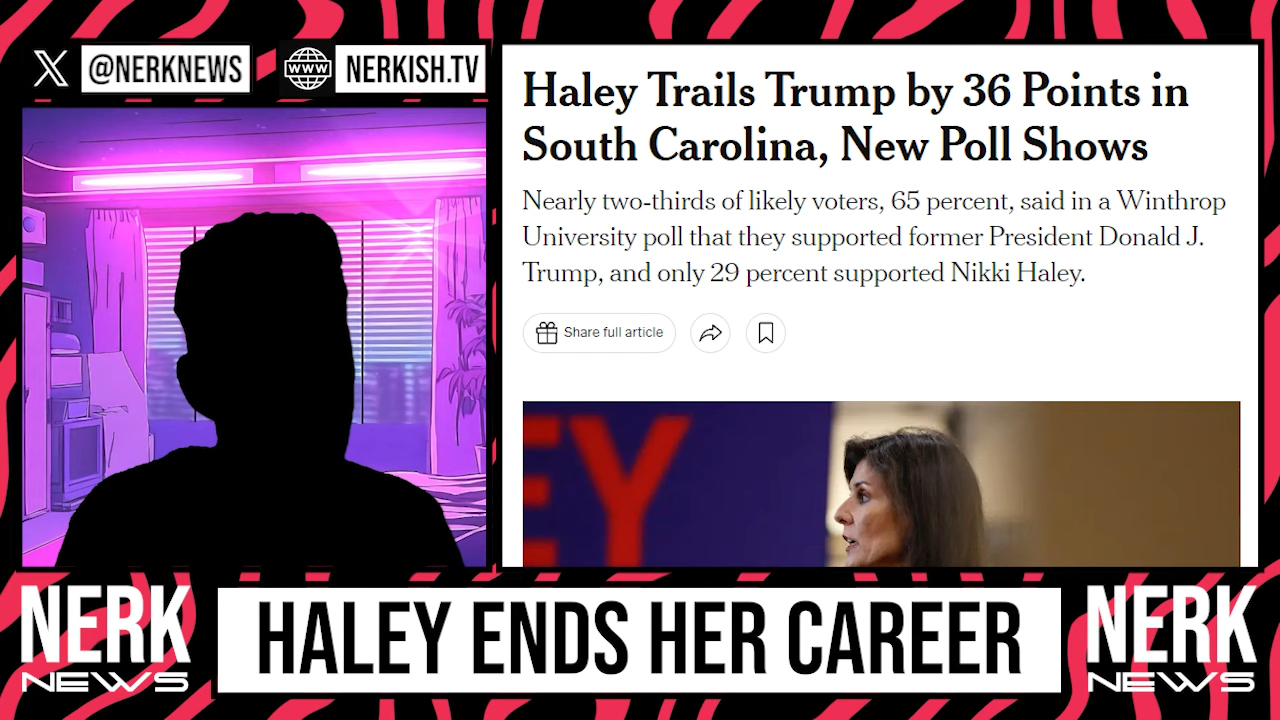 @NERKNEWS
WWW
NERKISH.TV
Haley Trails Trump by 36 Points in
South Carolina, New Poll Shows
Nearly two-thirds of likely voters, 65 percent, said in a Winthrop
University poll that they supported former President Donald J.
Trump, and only 29 percent supported Nikki Haley.
Share full article
EY
NERK
NEWS
HALEY ENDS HER CAREER
NERK
NEWS